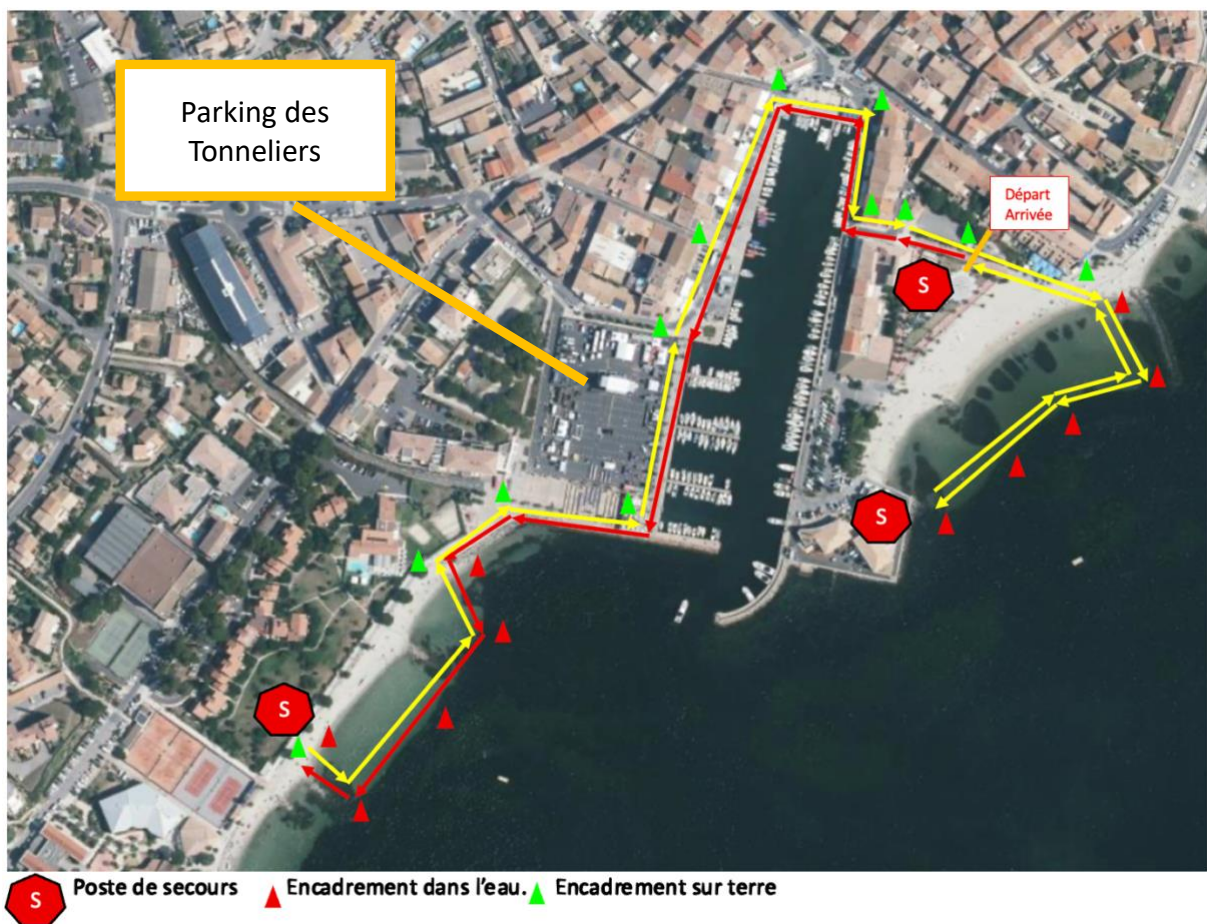 Parking des
Tonneliers
Départ
Arrivée
S
S
S
S Poste de secours Encadrement dans l'eau. Encadrement sur terre